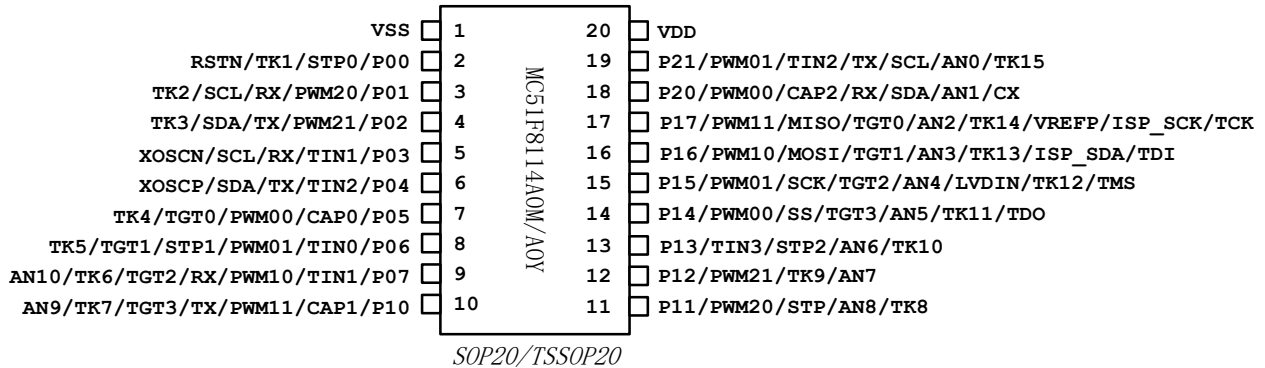 VSS 1 20 VDD
RSTN/TK1/STP0/P00 2 19 P21/PWM01/TIN2/TX/SCL/AN0/TK15
TK2/SCL/RX/PWM20/P01 3 18 P20/PWM00/CAP2/RX/SDA/AN1/CX
TK3/SDA/TX/PWM21/P02 4 17 P17/PWM11/MISO/TGT0/AN2/TK14/VREFP/ISP_SCK/TCK
XOSCN/SCL/RX/TIN1/P03 5 16 P16/PWM10/MOSI/TGT1/AN3/TK13/ISP_SDA/TDI
XOSCP/SDA/TX/TIN2/P04 6 15 P15/PWM01/SCK/TGT2/AN4/LVDIN/TK12/TMS
TK4/TGT0/PWM00/CAP0/P05 7 14 P14/PWM00/SS/TGT3/AN5/TK11/TDO
TK5/TGT1/STP1/PWM01/TIN0/P06 8 13 P13/TIN3/STP2/AN6/TK10
AN10/TK6/TGT2/RX/PWM10/TIN1/P07 9 12 P12/PWM21/TK9/AN7
AN9/TK7/TGT3/TX/PWM11/CAP1/P10 10 11 P11/PWM20/STP/AN8/TK8
MC51F8114A0M/A0Y
SOP20/TSSOP20